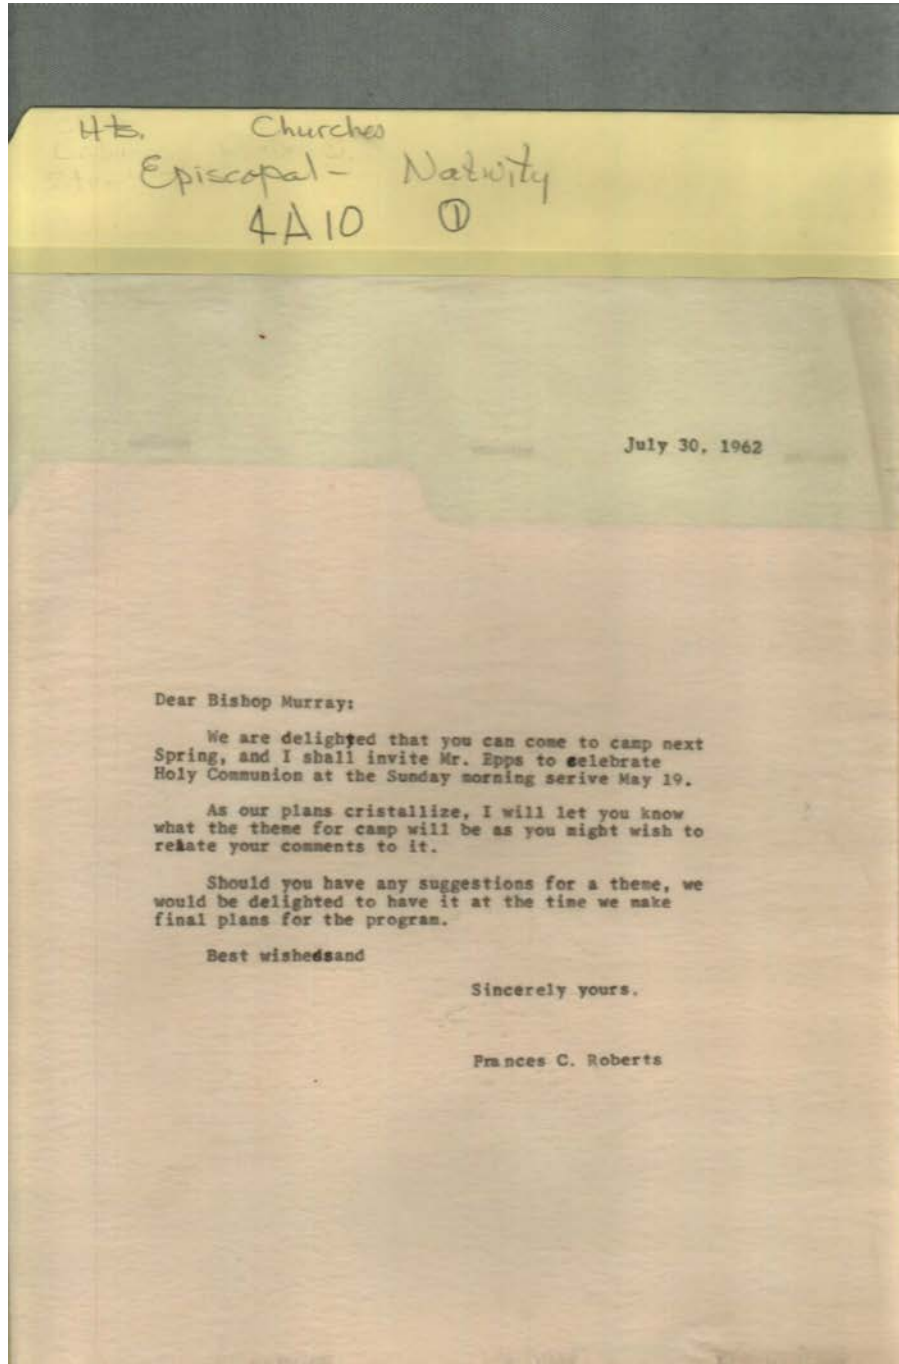 Hts. Churches
Episcopal - Nativity
4A10 ①
July 30, 1962
Dear Bishop Murray:
We are delighted that you can come to camp next
Spring, and I shall invite Mr. Epps to celebrate
Holy Communion at the Sunday morning serive May 19.
As our plans cristallize, I will let you know
what the theme for camp will be as you might wish to
relate your comments to it.
Should you have any suggestions for a theme, we
would be delighted to have it at the time we make
final plans for the program.
Best wishedsand
Sincerely yours.
Frances C. Roberts